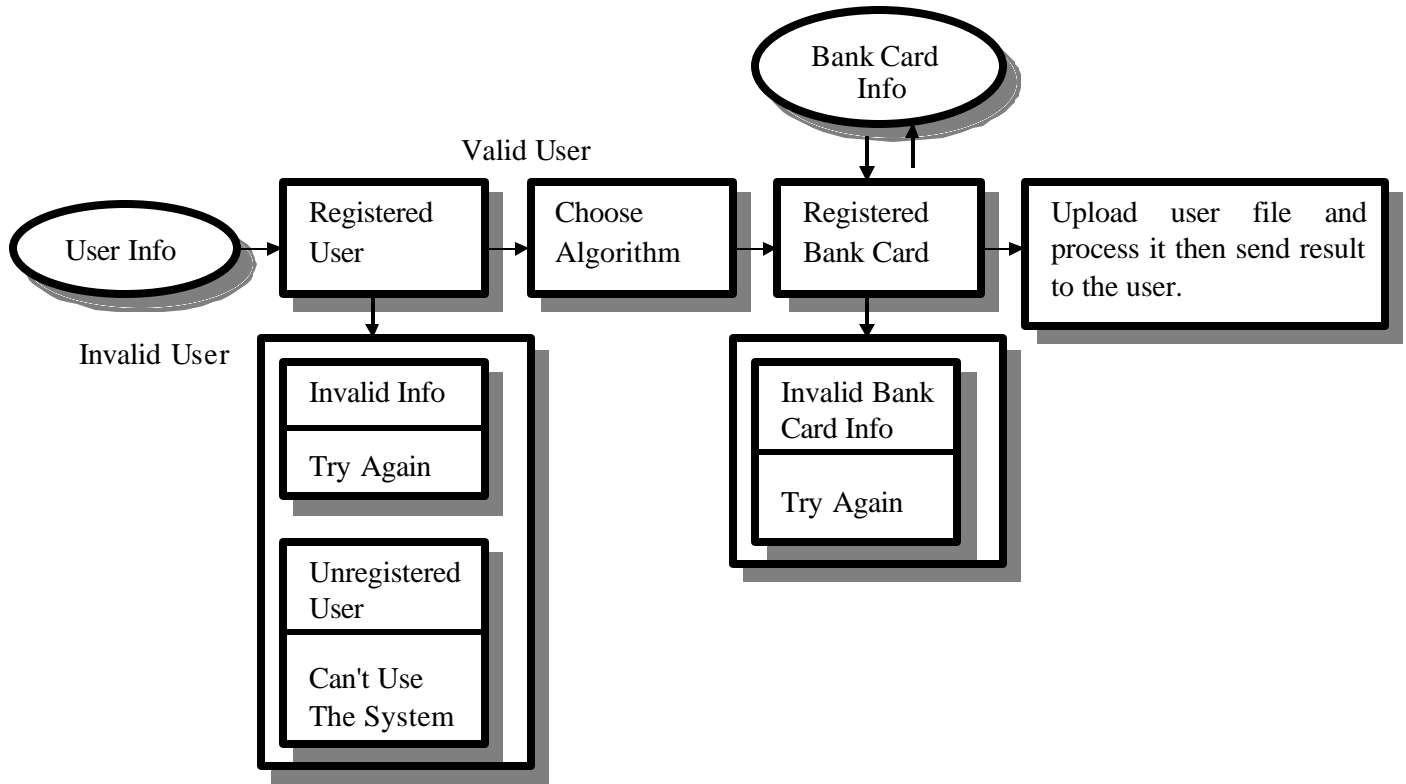 Bank Card
Info
Valid User
User Info
Registered
User
Choose
Algorithm
Registered
Bank Card
Upload user file and
process it then send result
to the user.
Invalid User
Invalid Info
Try Again
Unregistered
User
Can't Use
The System
Invalid Bank
Card Info
Try Again